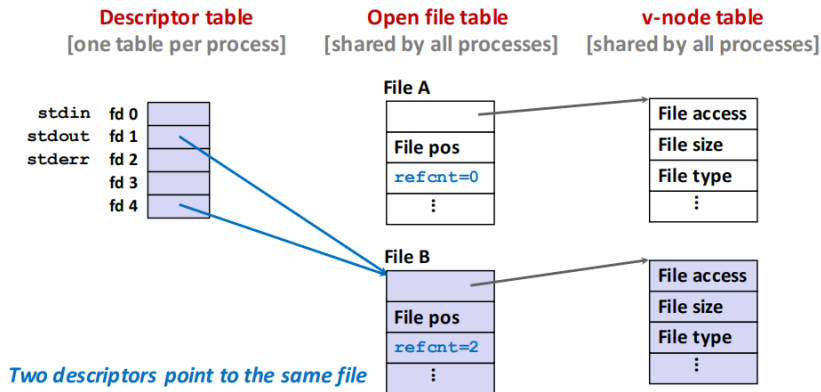 Descriptor table
[one table per process]
Open file table
[shared by all processes]
v-node table
[shared by all processes]
stdin fd 0
stdout fd 1
stderr fd 2
fd 3
fd 4
File A
File pos
refcnt=0
⋮
File access
File size
File type
⋮
File B
File pos
refcnt=2
⋮
File access
File size
File type
⋮
Two descriptors point to the same file